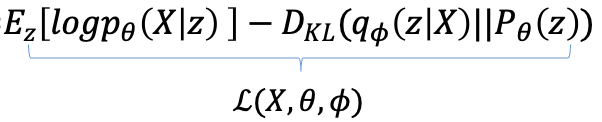 E_z[logp_θ(X|z) ] − D_KL(q_ϕ(z|X)||P_θ(z))
ℒ(X, θ, ϕ)